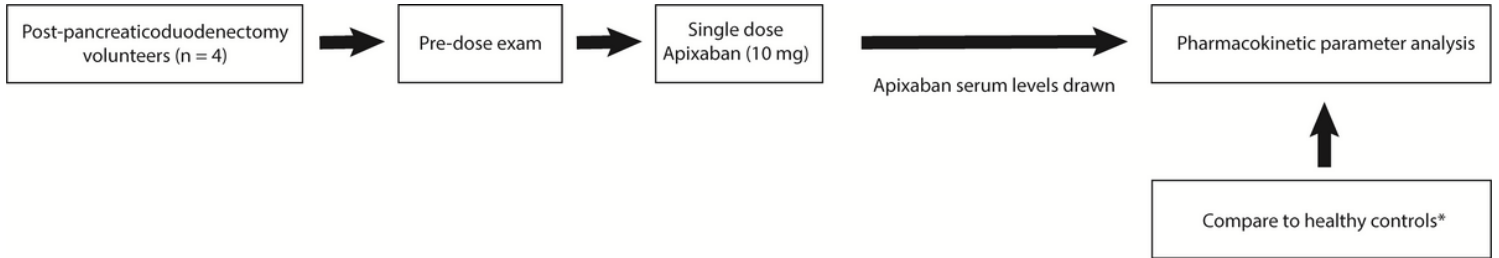 Post-pancreaticoduodenectomy
volunteers (n = 4)
Pre-dose exam
Single dose
Apixaban (10 mg)
Apixaban serum levels drawn
Pharmacokinetic parameter analysis
Compare to healthy controls*